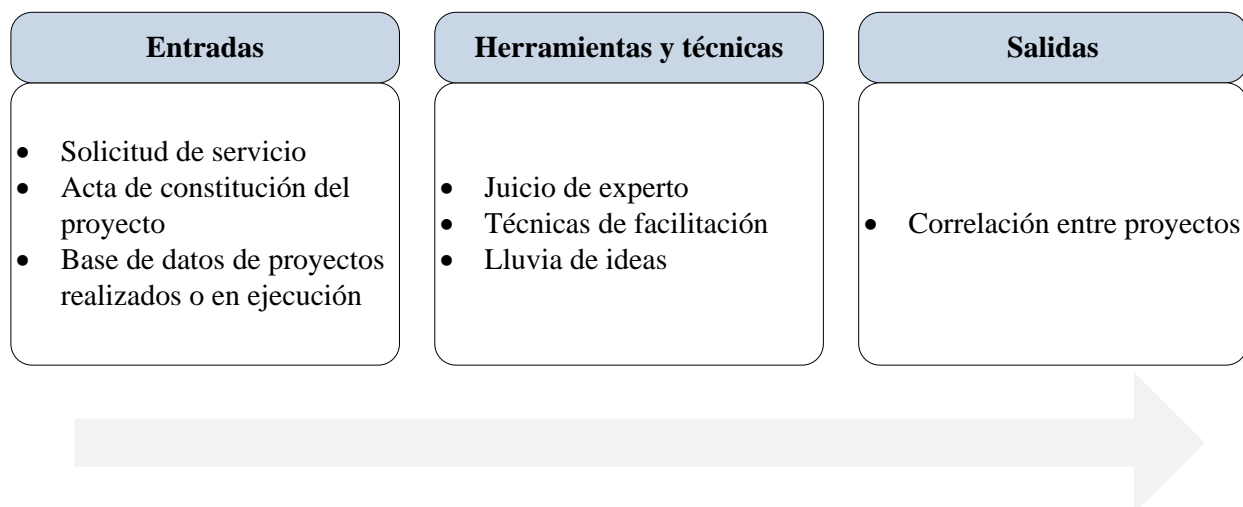 Entradas
• Solicitud de servicio
• Acta de constitución del
proyecto
• Base de datos de proyectos
realizados o en ejecución
Herramientas y técnicas
• Juicio de experto
• Técnicas de facilitación
• Lluvia de ideas
Salidas
• Correlación entre proyectos